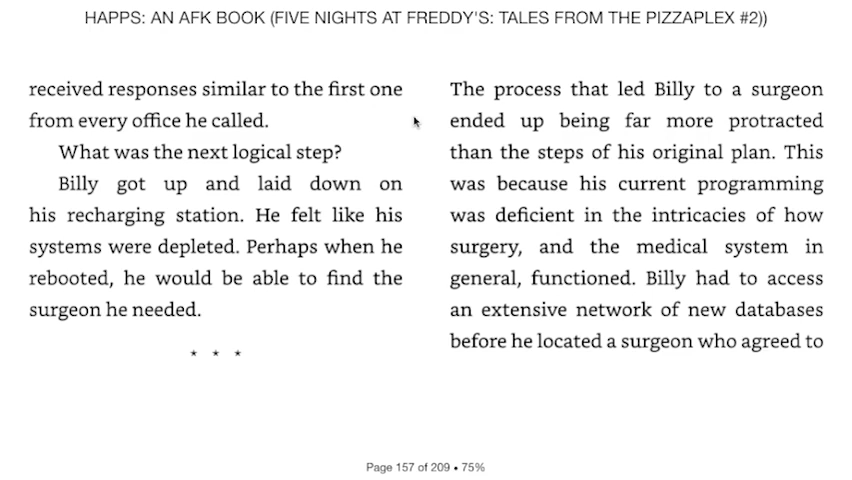 HAPPS: AN AFK BOOK (FIVE NIGHTS AT FREDDY'S: TALES FROM THE PIZZAPLEX #2))
received responses similar to the first one
from every office he called.
What was the next logical step?
Billy got up and laid down on
his recharging station. He felt like his
systems were depleted. Perhaps when he
rebooted, he would be able to find the
surgeon he needed.
* * *
The process that led Billy to a surgeon
ended up being far more protracted
than the steps of his original plan. This
was because his current programming
was deficient in the intricacies of how
surgery, and the medical system in
general, functioned. Billy had to access
an extensive network of new databases
before he located a surgeon who agreed to
Page 157 of 209 • 75%